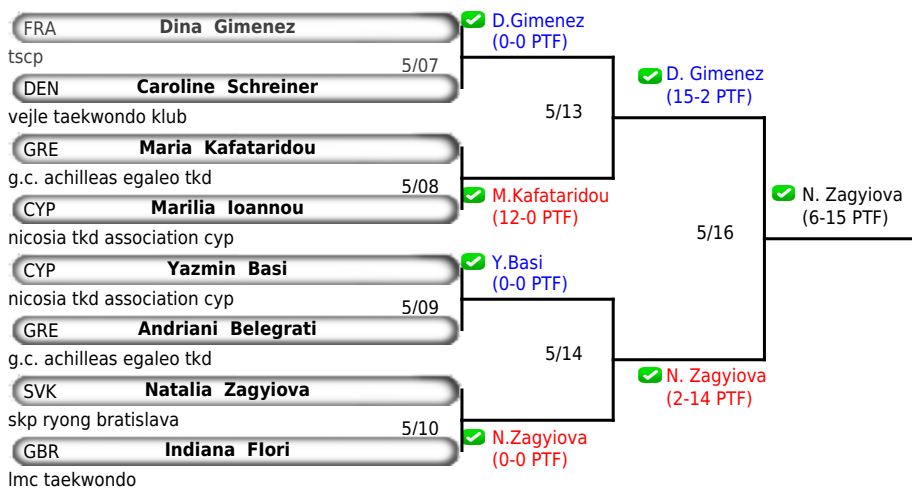 FRA Dina Gimenez
tscp
5/07
DEN Caroline Schreiner
vejle taekwondo klub
GRE Maria Kafataridou
g.c. achilleas egaleo tkd
5/08
CYP Marilia Ioannou
nicosia tkd association cyp
CYP Yazmin Basi
nicosia tkd association cyp
5/09
GRE Andriani Belegrati
g.c. achilleas egaleo tkd
SVK Natalia Zagyiova
skp ryong bratislava
5/10
GBR Indiana Flori
lmc taekwondo
D.Gimenez
(0-0 PTF)
5/13
M.Kafataridou
(12-0 PTF)
Y.Basi
(0-0 PTF)
5/14
N.Zagyiova
(0-0 PTF)
D. Gimenez
(15-2 PTF)
5/16
N. Zagyiova
(2-14 PTF)
N. Zagyiova
(6-15 PTF)